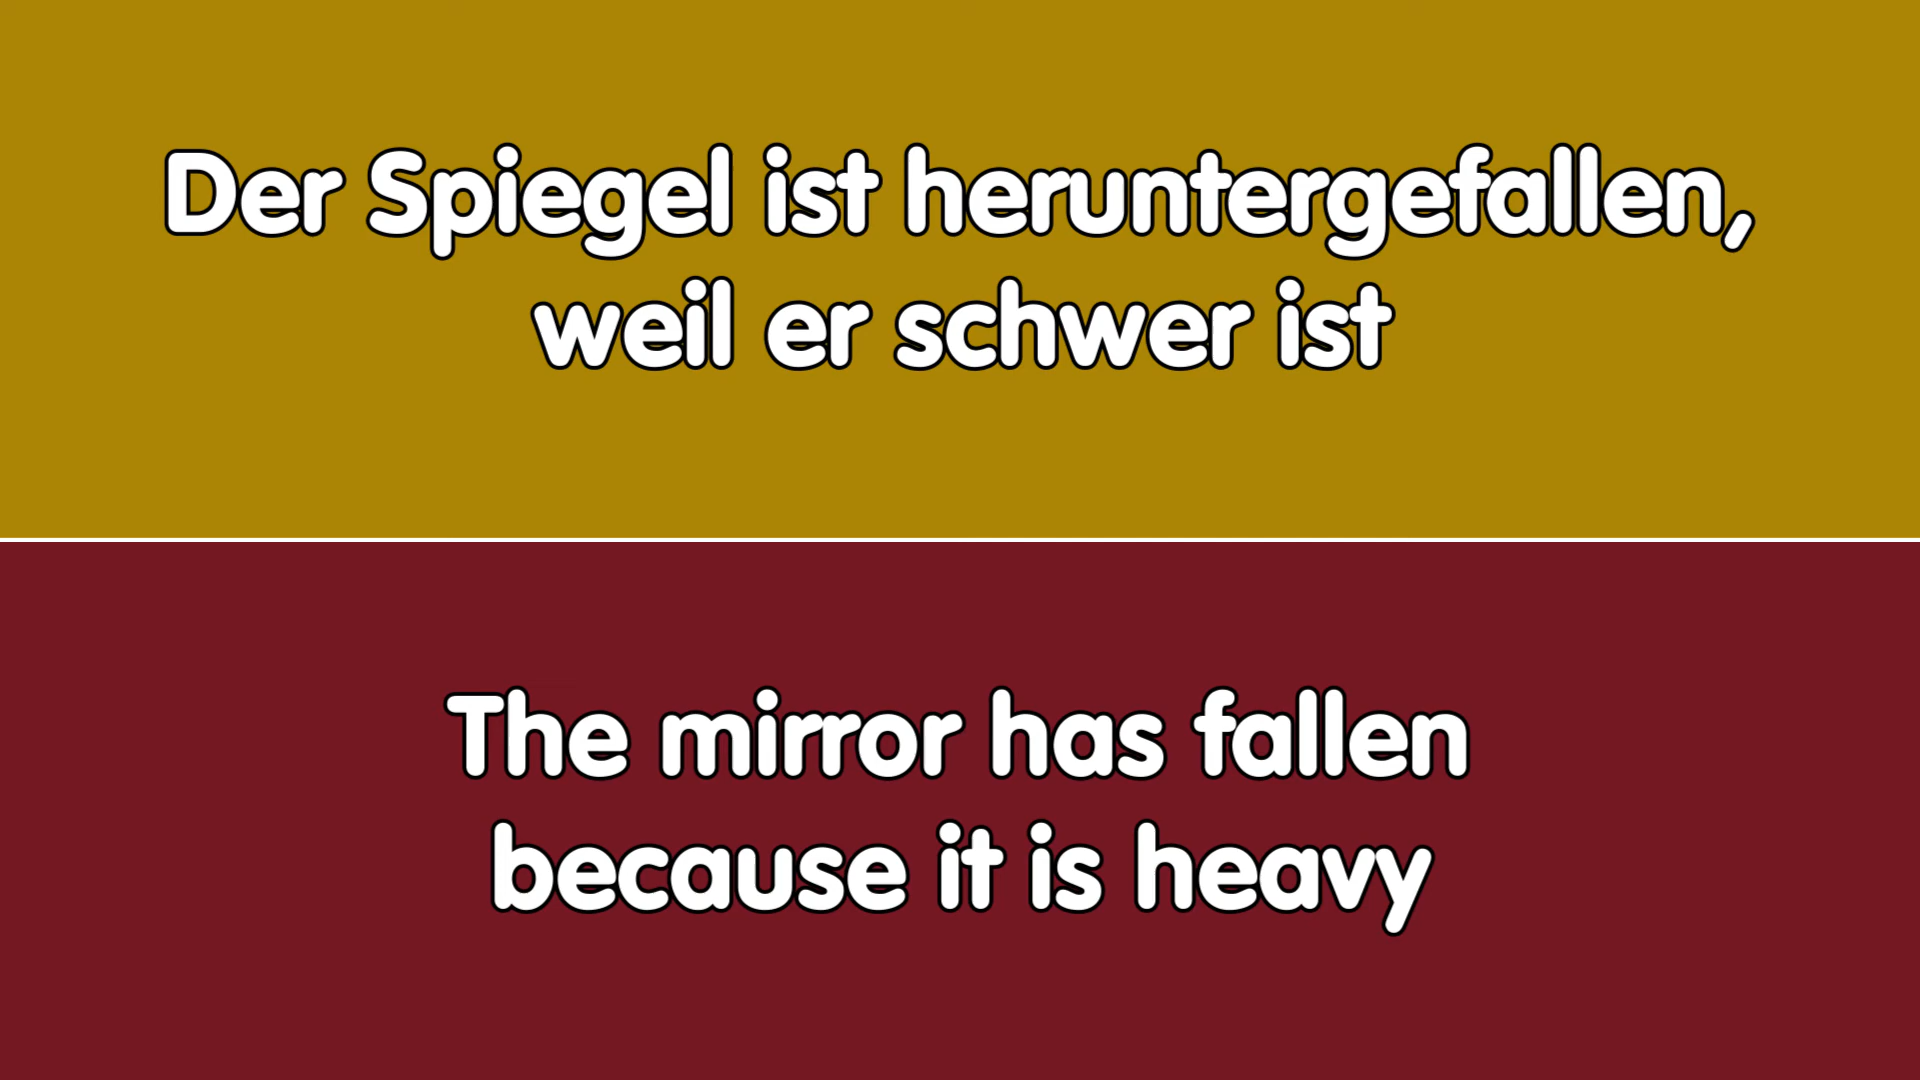 Der Spiegel ist heruntergefallen,
weil er schwer ist
The mirror has fallen
because it is heavy